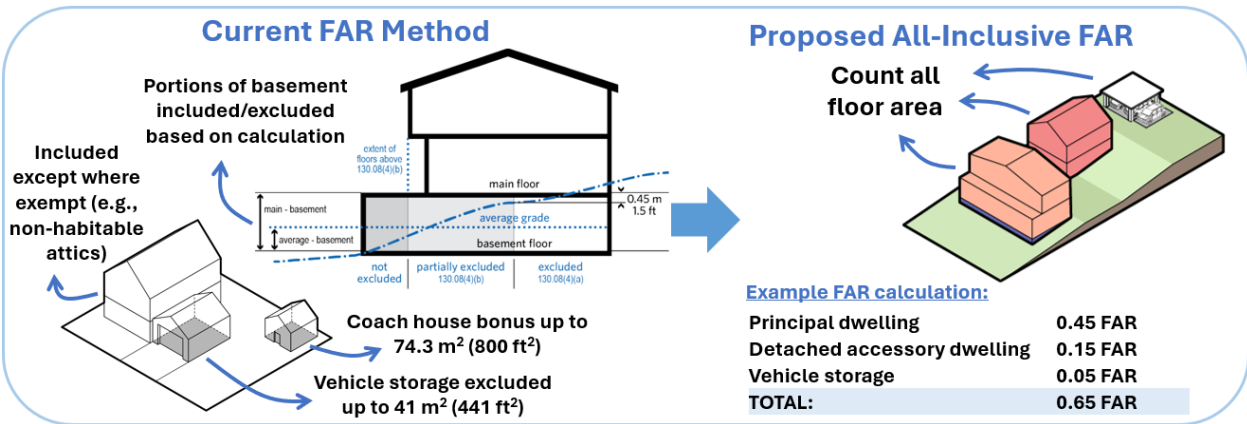 Current FAR Method
Portions of basement
included/excluded
based on calculation
Included
except where
exempt (e.g.,
non-habitable
attics)
extent of
floors above
130.08(4)(b)
main floor
0.45 m
1.5 ft
main - basement
average grade
average - basement
basement floor
not
excluded
partially excluded
130.08(4)(b)
excluded
130.08(4)(a)
Coach house bonus up to
74.3 m² (800 ft²)
Vehicle storage excluded
up to 41 m² (441 ft²)
Proposed All-Inclusive FAR
Count all
floor area
Example FAR calculation:
Principal dwelling 0.45 FAR
Detached accessory dwelling 0.15 FAR
Vehicle storage 0.05 FAR
TOTAL: 0.65 FAR